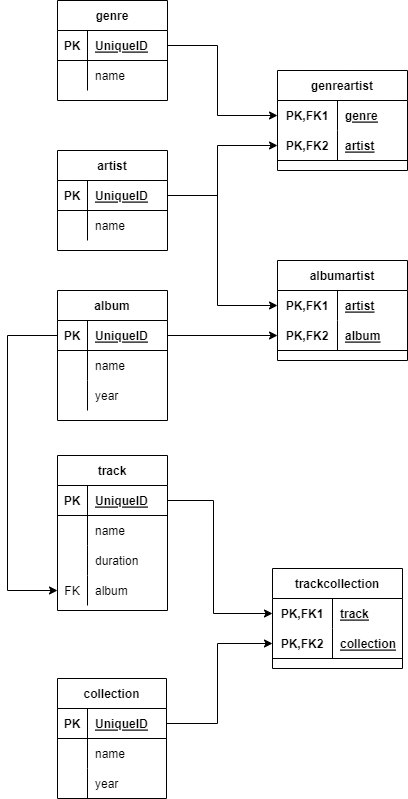 genre
PK UniqueID
name
genreartist
PK,FK1 genre
PK,FK2 artist
artist
PK UniqueID
name
albumartist
PK,FK1 artist
PK,FK2 album
album
PK UniqueID
name
year
track
PK UniqueID
name
duration
FK album
trackcollection
PK,FK1 track
PK,FK2 collection
collection
PK UniqueID
name
year